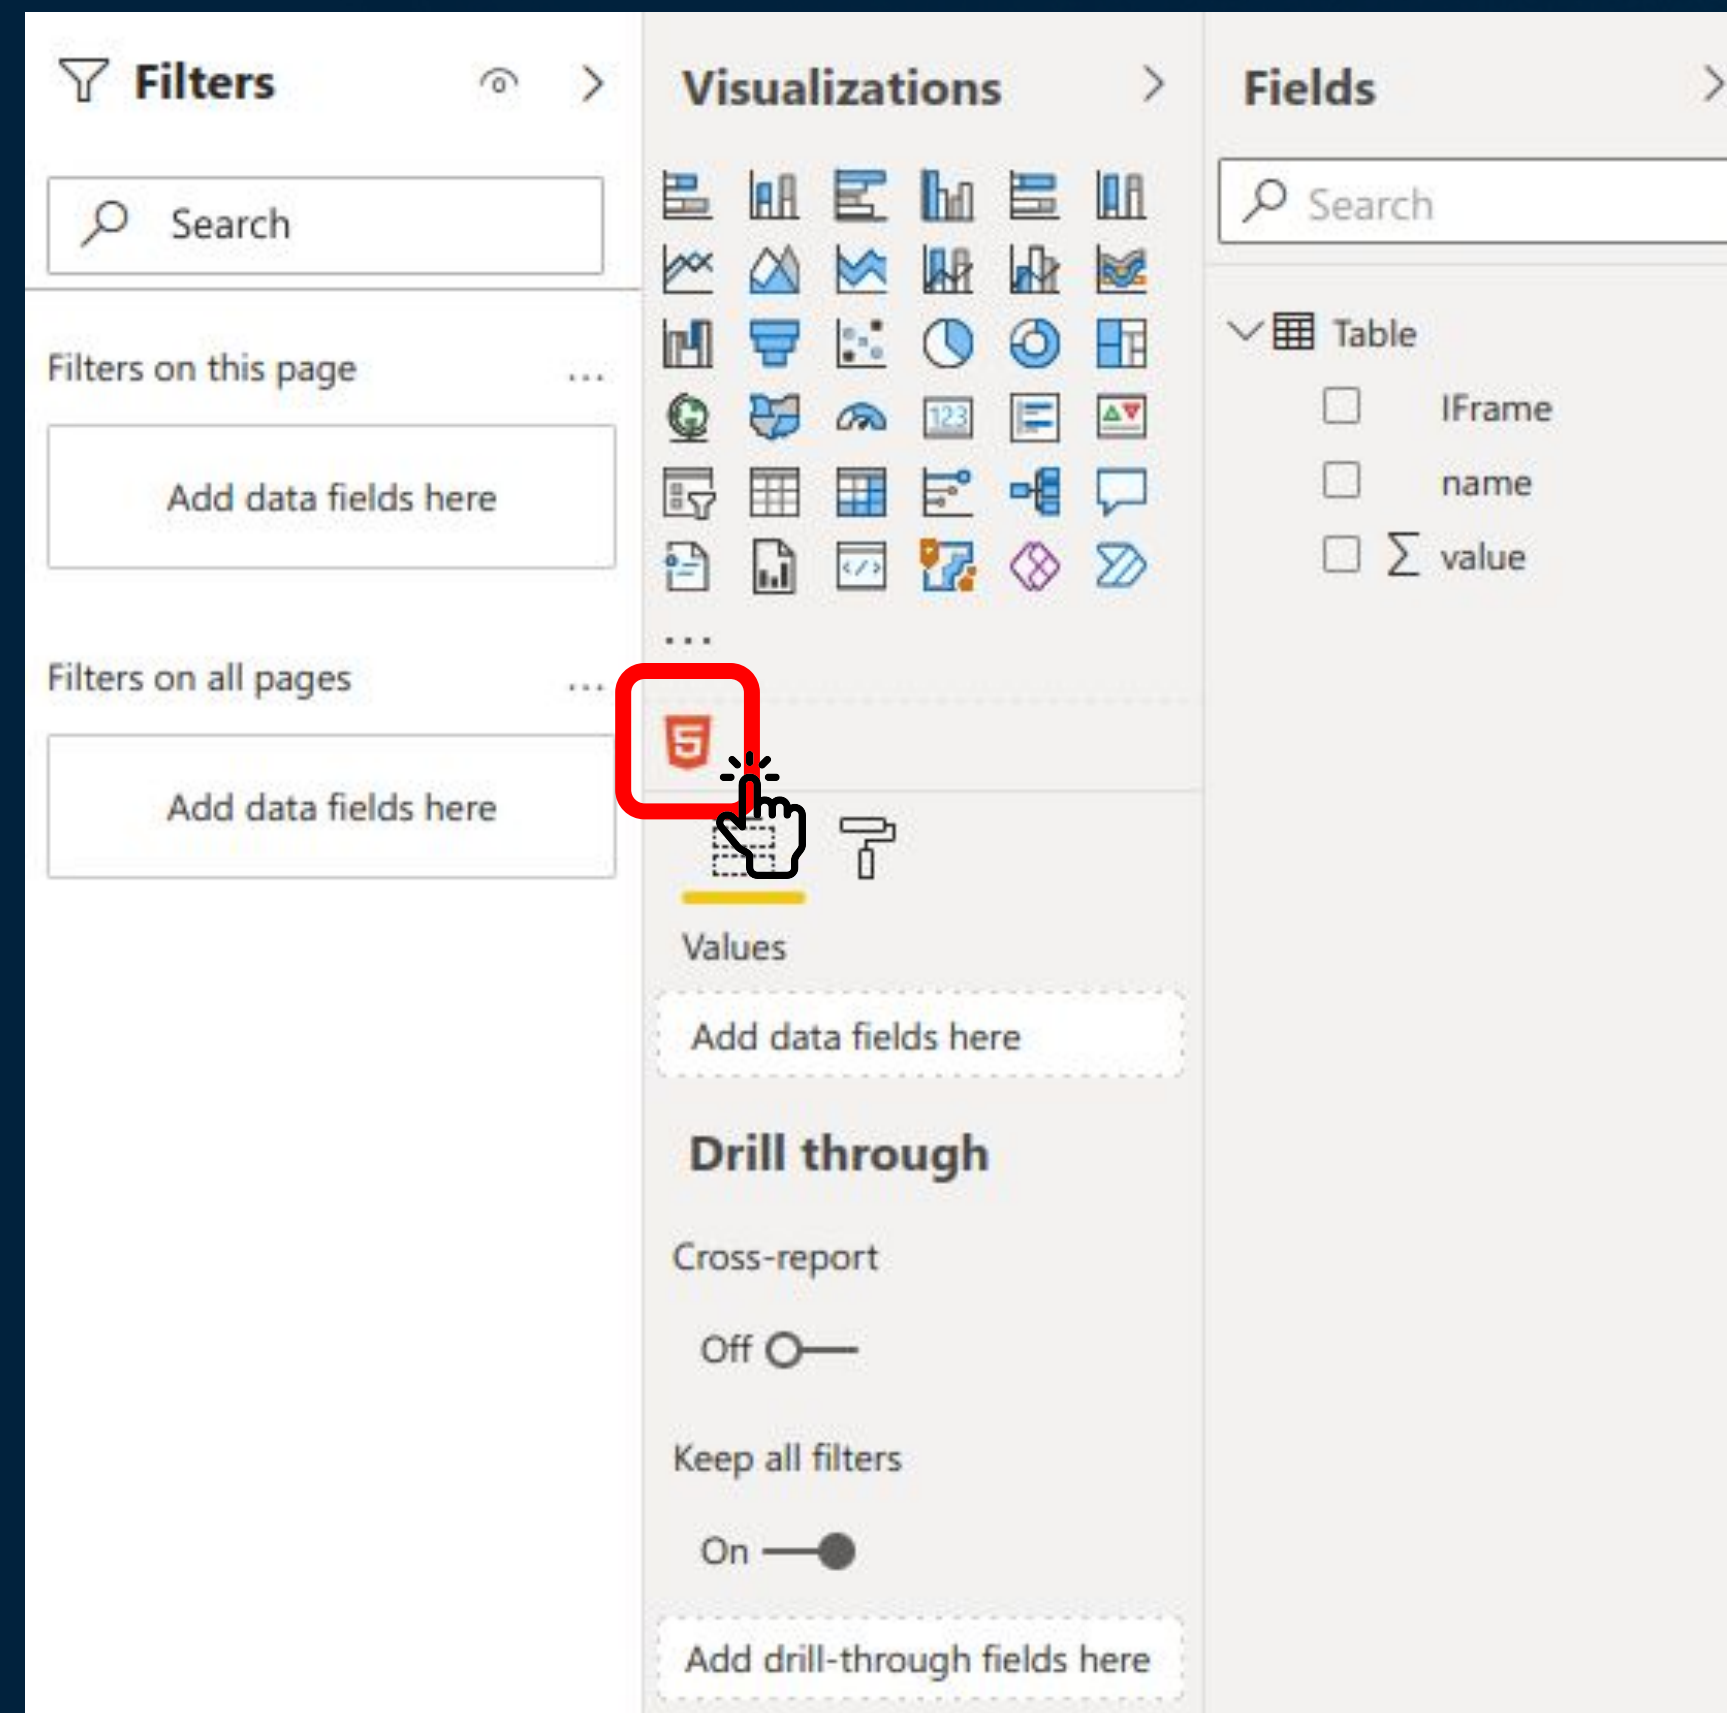 Filters
Search
Filters on this page
...
Add data fields here
Filters on all pages
...
Add data fields here
Visualizations
123
</>
...
5
Values
Add data fields here
Drill through
Cross-report
Off
Keep all filters
On
Add drill-through fields here
Fields
Search
Table
IFrame
name
Σ value